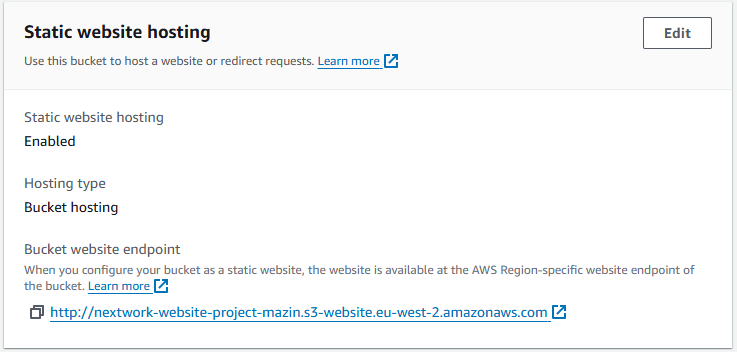 Static website hosting
Edit
Use this bucket to host a website or redirect requests. Learn more
Static website hosting
Enabled
Hosting type
Bucket hosting
Bucket website endpoint
When you configure your bucket as a static website, the website is available at the AWS Region-specific website endpoint of
the bucket. Learn more
http://nextwork-website-project-mazin.s3-website.eu-west-2.amazonaws.com